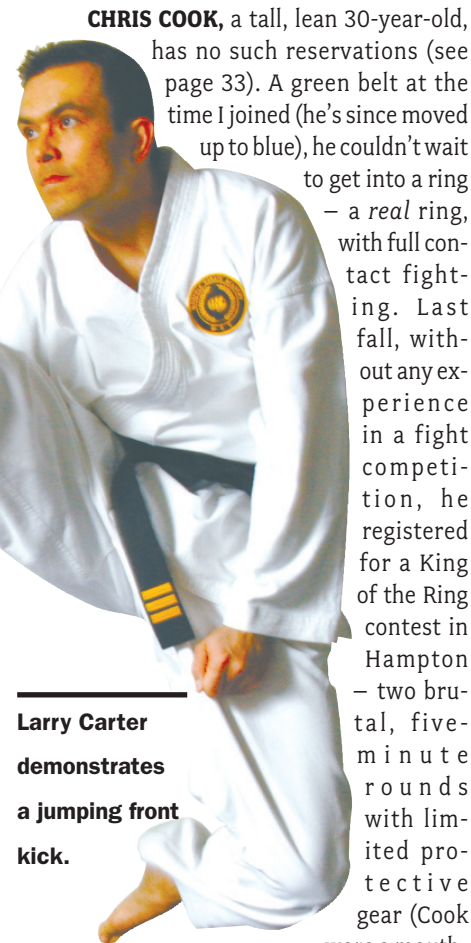 CHRIS COOK, a tall, lean 30-year-old,
has no such reservations (see
page 33). A green belt at the
time I joined (he's since moved
up to blue), he couldn't wait
to get into a ring
– a real ring,
with full con-
tact fight-
ing. Last
fall, with-
out any ex-
perience
in a fight
competi-
tion, he
registered
for a King
of the Ring
contest in
Hampton
– two bru-
tal, five-
minute
rounds
with lim-
ited pro-
tective
gear (Cook
Larry Carter
demonstrates
a jumping front
kick.